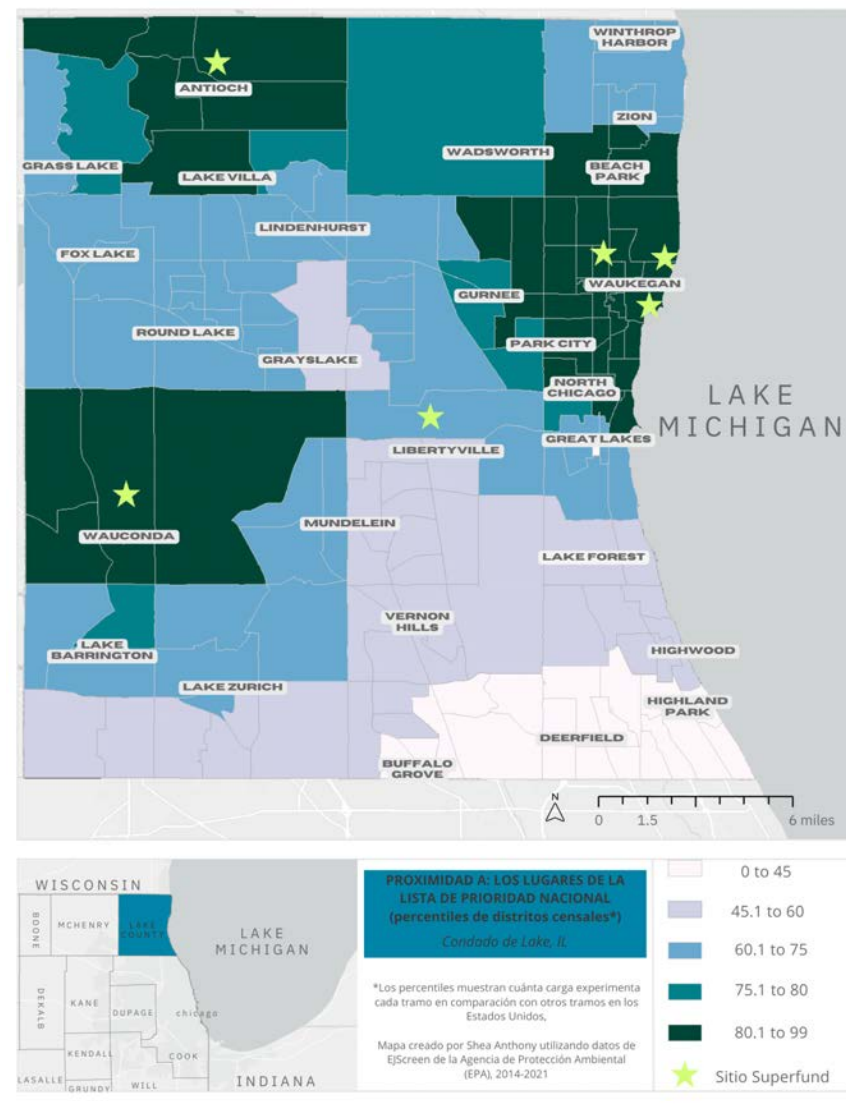 WINTHROP
HARBOR
ANTIOCH
ZION
GRASS LAKE
LAKE VILLA
WADSWORTH
BEACH
PARK
LINDENHURST
FOX LAKE
WAUKEGAN
GURNEE
ROUND LAKE
GRAYSLAKE
PARK CITY
NORTH
CHICAGO
LAKE
MICHIGAN
GREAT LAKES
LIBERTYVILLE
WAUCONDA
MUNDELEIN
LAKE FOREST
VERNON
HILLS
LAKE
BARRINGTON
HIGHWOOD
LAKE ZURICH
HIGHLAND
PARK
DEERFIELD
BUFFALO
GROVE
N
0 1.5 6 miles
WISCONSIN
BOONE
MCHENRY
LAKE
COUNTY
LAKE
MICHIGAN
DEKALB
KANE
DUPAGE
chicago
KENDALL
COOK
LASALLE
GRUNDY
WILL
INDIANA
PROXIMIDAD A: LOS LUGARES DE LA
LISTA DE PRIORIDAD NACIONAL
(percentiles de distritos censales*)
Condado de Lake, IL
*Los percentiles muestran cuánta carga experimenta
cada tramo en comparación con otros tramos en los
Estados Unidos,
Mapa creado por Shea Anthony utilizando datos de
EJScreen de la Agencia de Protección Ambiental
(EPA), 2014-2021
0 to 45
45.1 to 60
60.1 to 75
75.1 to 80
80.1 to 99
Sitio Superfund